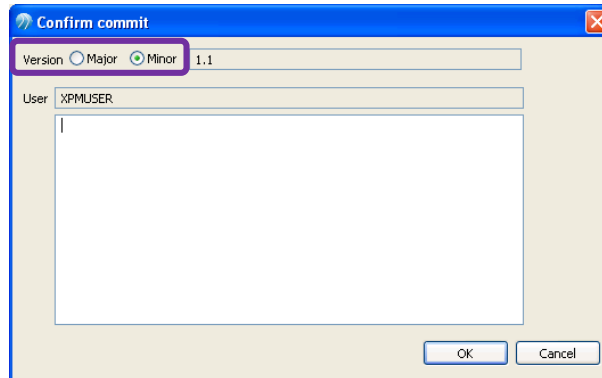 Confirm commit
Version Major Minor 1.1
User XPMUSER
OK Cancel